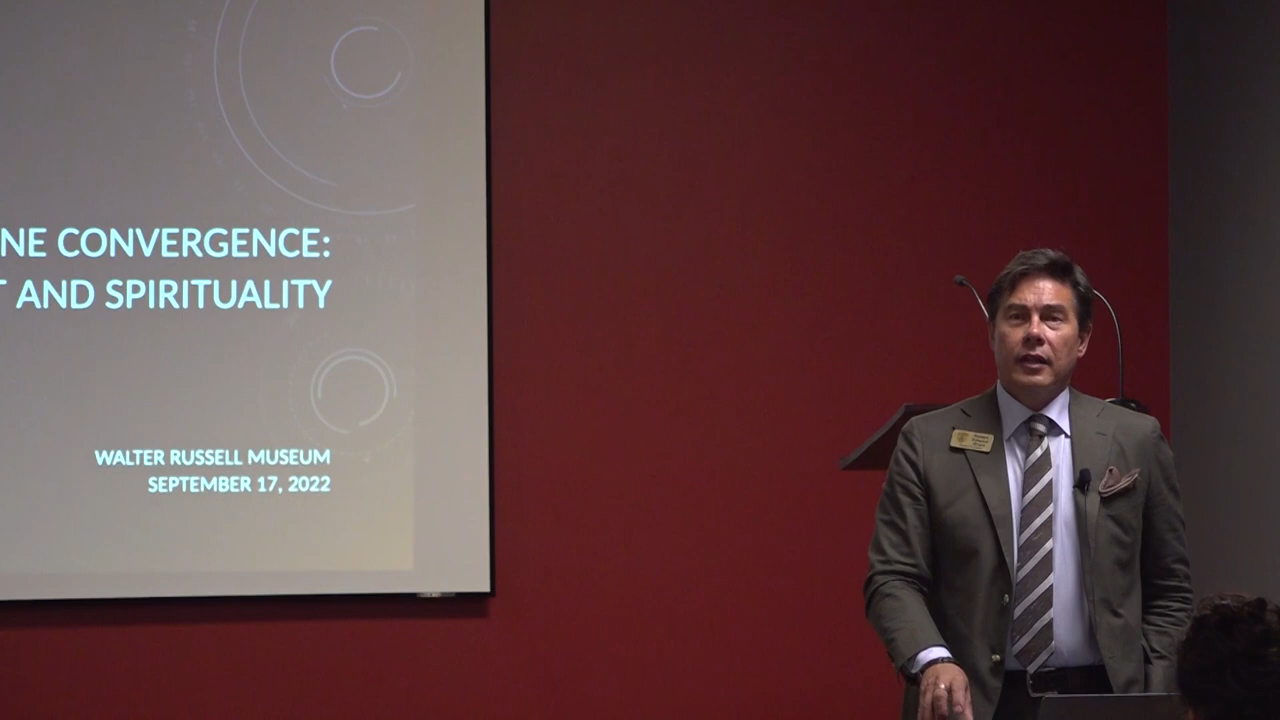 NE CONVERGENCE:
AND SPIRITUALITY
WALTER RUSSELL MUSEUM
SEPTEMBER 17, 2022